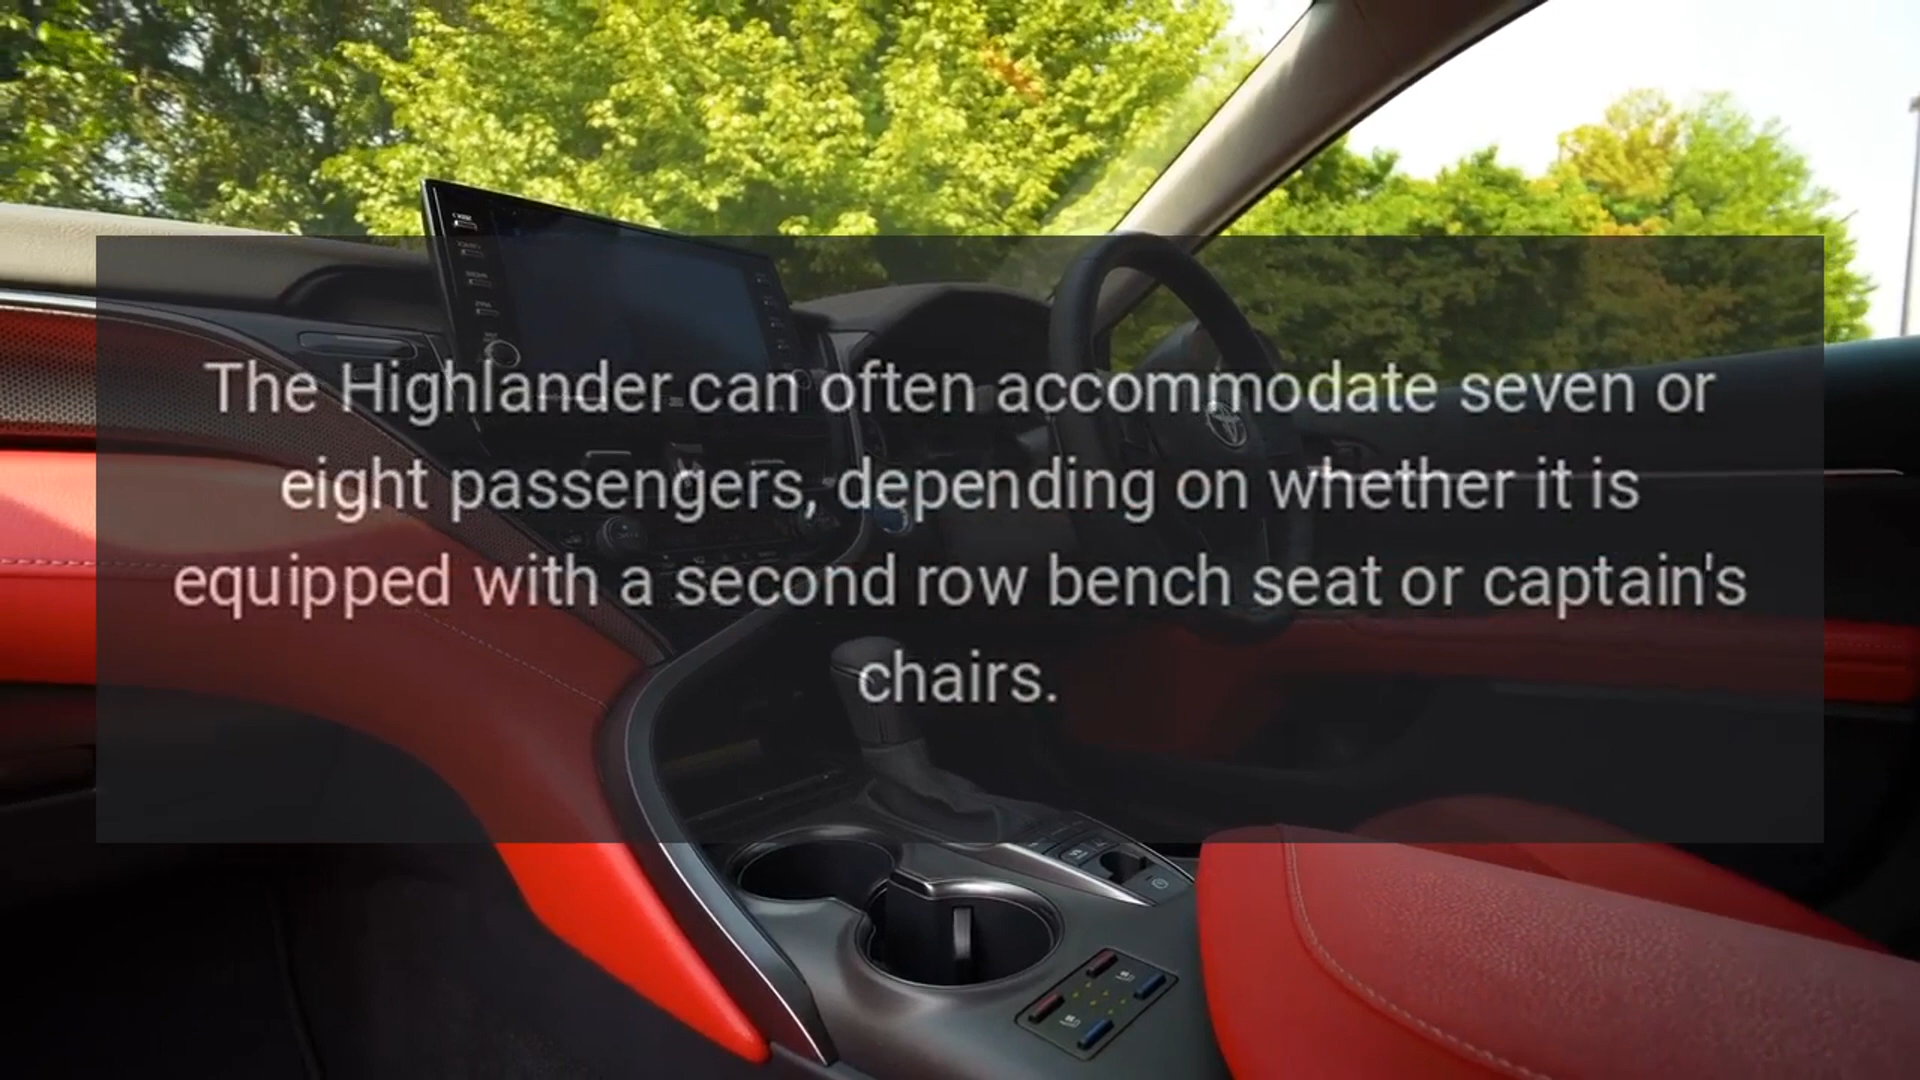 The Highlander can often accommodate seven or
eight passengers, depending on whether it is
equipped with a second row bench seat or captain's
chairs.